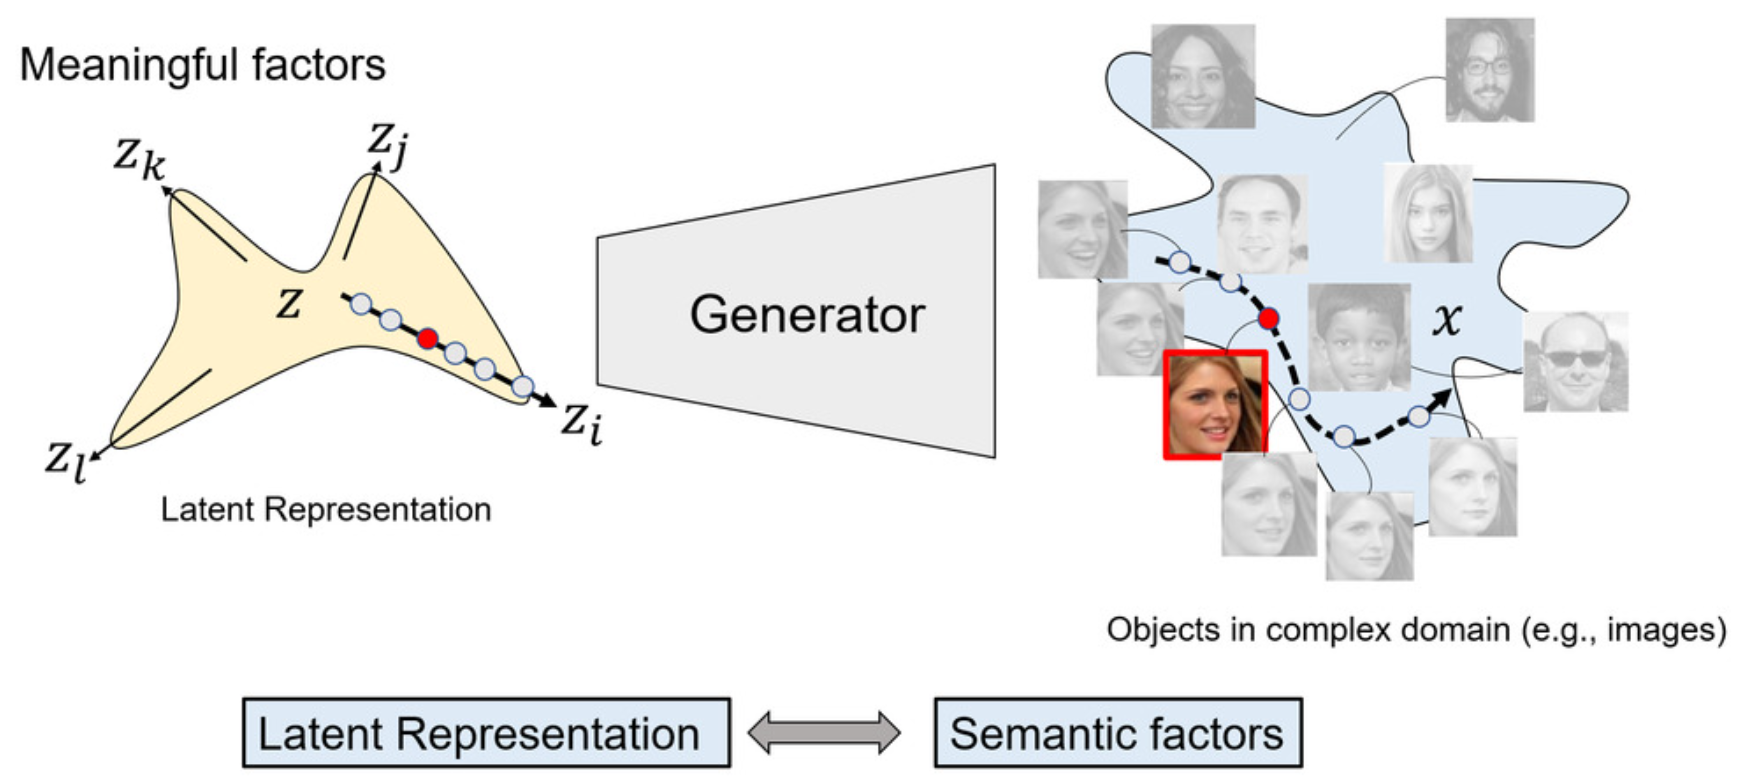 Meaningful factors
z_k
z_j
z
z_i
z_l
Latent Representation
Generator
x
Objects in complex domain (e.g., images)
Latent Representation
Semantic factors